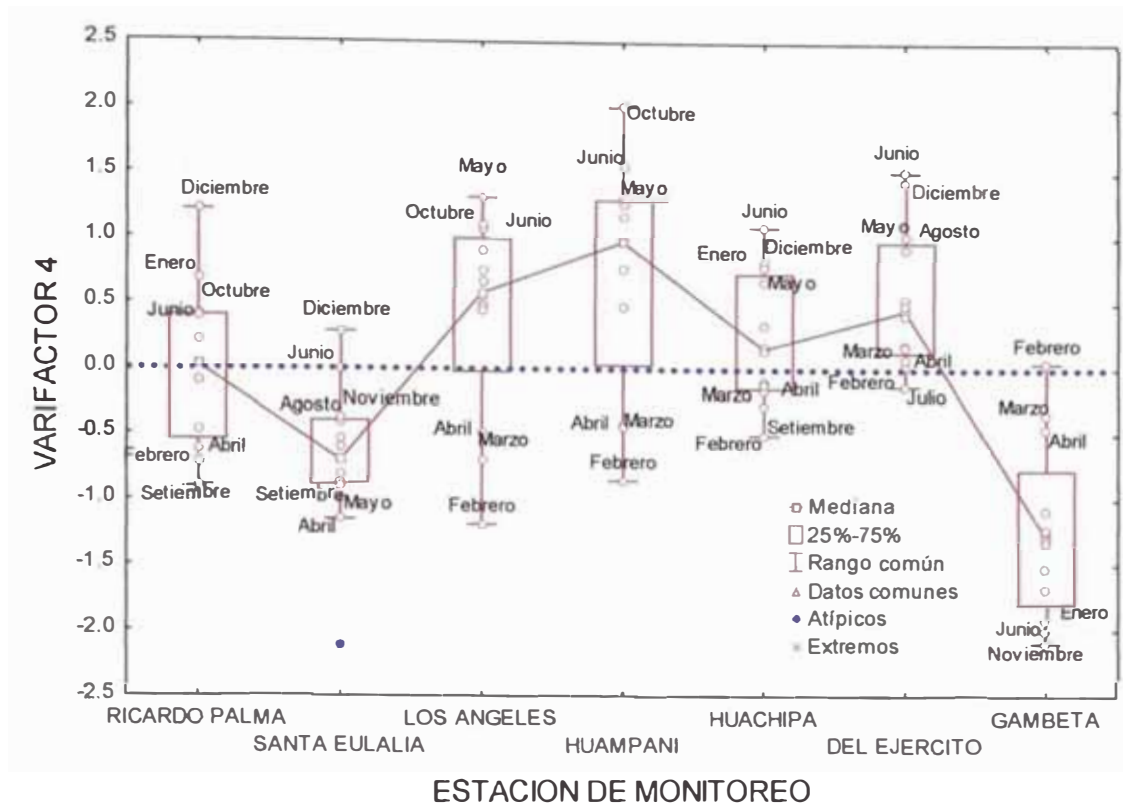 VARIFACTOR 4
2.5
2.0
1.5
1.0
0.5
0.0
-0.5
-1.0
-1.5
-2.0
-2.5
Diciembre
Enero
Octubre
Junio
Abril
Febrero
Setiembre
Diciembre
Junio
Noviembre
Agosto
Setiembre
Mayo
Abril
Mayo
Octubre
Junio
Abril
Marzo
Febrero
Octubre
Junio
Mayo
Abril
Marzo
Febrero
Junio
Enero
Diciembre
Mayo
Marzo
Abril
Setiembre
Febrero
Junio
Diciembre
Mayo
Agosto
Marzo
Abril
Febrero
Julio
Febrero
Marzo
Abril
Enero
Junio
Noviembre
Mediana
25%-75%
Rango común
Datos comunes
Atípicos
Extremos
RICARDO PALMA
SANTA EULALIA
LOS ANGELES
HUAMPANI
HUACHIPA
DEL EJERCITO
GAMBETA
ESTACION DE MONITOREO